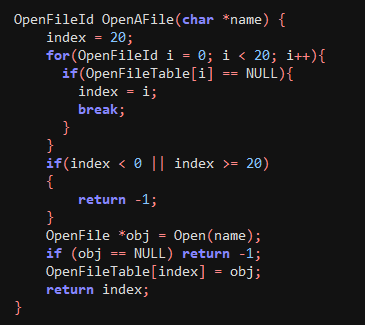 OpenFileId OpenAFile(char *name) {
    index = 20;
    for(OpenFileId i = 0; i < 20; i++){
      if(OpenFileTable[i] == NULL){
        index = i;
        break;
      }
    }
    if(index < 0 || index >= 20)
    {
        return -1;
    }
    OpenFile *obj = Open(name);
    if (obj == NULL) return -1;
    OpenFileTable[index] = obj;
    return index;
}